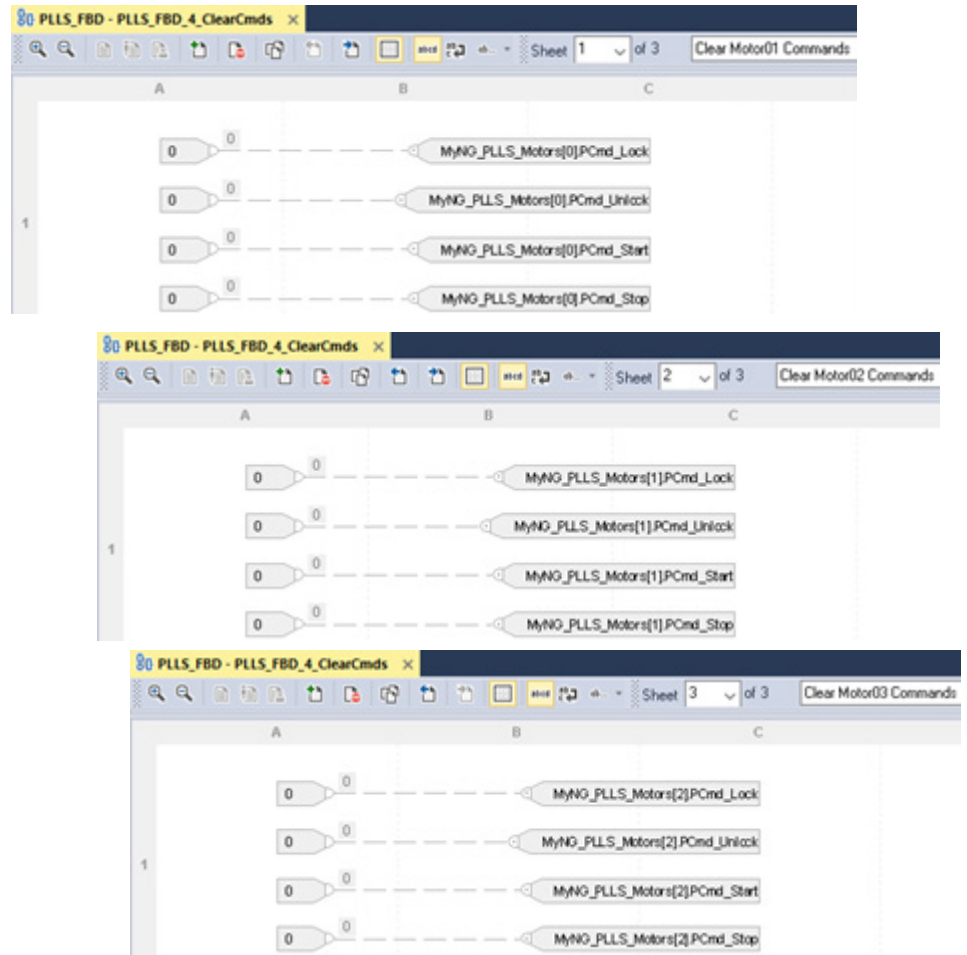 PLLS_FBD - PLLS_FBD_4_ClearCmds ×
Sheet 1 of 3 Clear Motor01 Commands
A B C
0 0 MyNG_PLLS_Motors[0].PCmd_Lock
0 0 MyNG_PLLS_Motors[0].PCmd_Unlock
1
0 0 MyNG_PLLS_Motors[0].PCmd_Start
0 0 MyNG_PLLS_Motors[0].PCmd_Stop
PLLS_FBD - PLLS_FBD_4_ClearCmds ×
Sheet 2 of 3 Clear Motor02 Commands
A B C
0 0 MyNG_PLLS_Motors[1].PCmd_Lock
0 0 MyNG_PLLS_Motors[1].PCmd_Unlock
1
0 0 MyNG_PLLS_Motors[1].PCmd_Start
0 0 MyNG_PLLS_Motors[1].PCmd_Stop
PLLS_FBD - PLLS_FBD_4_ClearCmds ×
Sheet 3 of 3 Clear Motor03 Commands
A B C
0 0 MyNG_PLLS_Motors[2].PCmd_Lock
0 0 MyNG_PLLS_Motors[2].PCmd_Unlock
1
0 0 MyNG_PLLS_Motors[2].PCmd_Start
0 0 MyNG_PLLS_Motors[2].PCmd_Stop